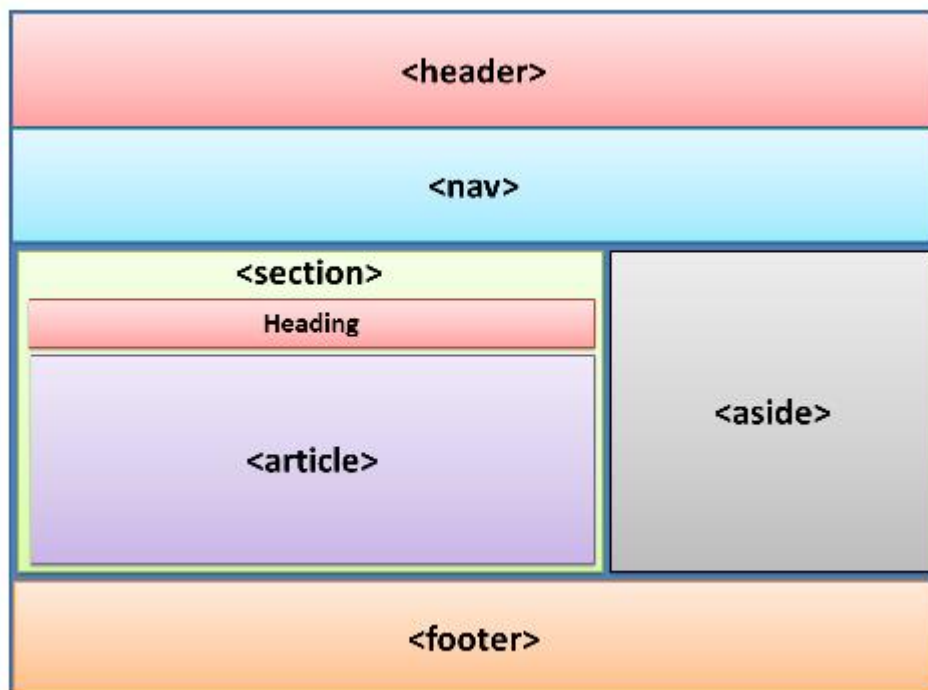 <header>
<nav>
<section>
Heading
<article>
<aside>
<footer>